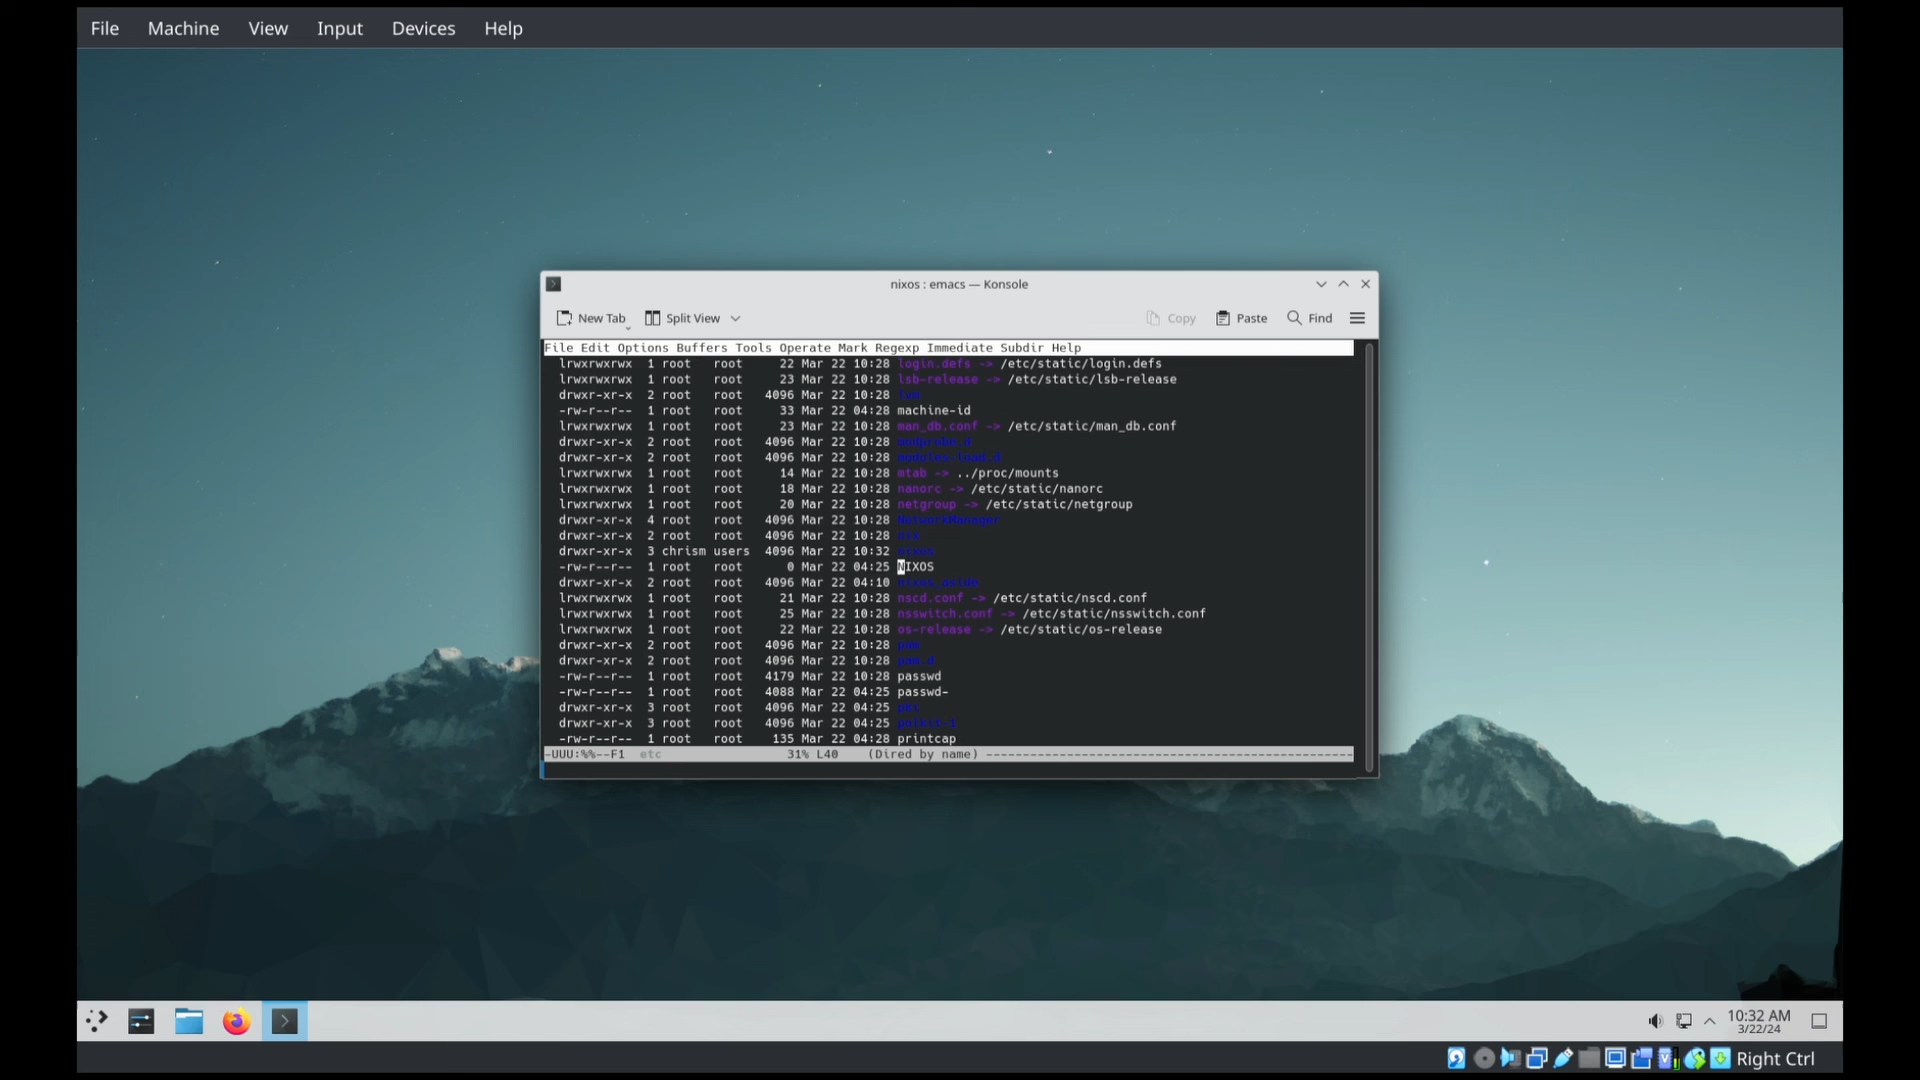 File Machine View Input Devices Help
nixos : emacs — Konsole
New Tab Split View Copy Paste Find
File Edit Options Buffers Tools Operate Mark Regexp Immediate Subdir Help
lrwxrwxrwx 1 root root 22 Mar 22 10:28 login.defs -> /etc/static/login.defs
lrwxrwxrwx 1 root root 23 Mar 22 10:28 lsb-release -> /etc/static/lsb-release
drwxr-xr-x 2 root root 4096 Mar 22 10:28 lvm
-rw-r--r-- 1 root root 33 Mar 22 04:28 machine-id
lrwxrwxrwx 1 root root 23 Mar 22 10:28 man_db.conf -> /etc/static/man_db.conf
drwxr-xr-x 2 root root 4096 Mar 22 10:28 modprobe.d
drwxr-xr-x 2 root root 4096 Mar 22 10:28 modules-load.d
lrwxrwxrwx 1 root root 14 Mar 22 10:28 mtab -> ../proc/mounts
lrwxrwxrwx 1 root root 18 Mar 22 10:28 nanorc -> /etc/static/nanorc
lrwxrwxrwx 1 root root 20 Mar 22 10:28 netgroup -> /etc/static/netgroup
drwxr-xr-x 4 root root 4096 Mar 22 10:28 NetworkManager
drwxr-xr-x 2 root root 4096 Mar 22 10:28 nix
drwxr-xr-x 3 chrism users 4096 Mar 22 10:32 nixos
-rw-r--r-- 1 root root 0 Mar 22 04:25 NIXOS
drwxr-xr-x 2 root root 4096 Mar 22 04:10 nixos_aside
lrwxrwxrwx 1 root root 21 Mar 22 10:28 nscd.conf -> /etc/static/nscd.conf
lrwxrwxrwx 1 root root 25 Mar 22 10:28 nsswitch.conf -> /etc/static/nsswitch.conf
lrwxrwxrwx 1 root root 22 Mar 22 10:28 os-release -> /etc/static/os-release
drwxr-xr-x 2 root root 4096 Mar 22 10:28 pam
drwxr-xr-x 2 root root 4096 Mar 22 10:28 pam.d
-rw-r--r-- 1 root root 4179 Mar 22 10:28 passwd
-rw-r--r-- 1 root root 4088 Mar 22 04:25 passwd-
drwxr-xr-x 3 root root 4096 Mar 22 04:25 pki
drwxr-xr-x 3 root root 4096 Mar 22 04:25 polkit-1
-rw-r--r-- 1 root root 135 Mar 22 04:28 printcap
-UUU:%%--F1 etc 31% L40 (Dired by name) --------------------------------------------------
10:32 AM
3/22/24
Right Ctrl